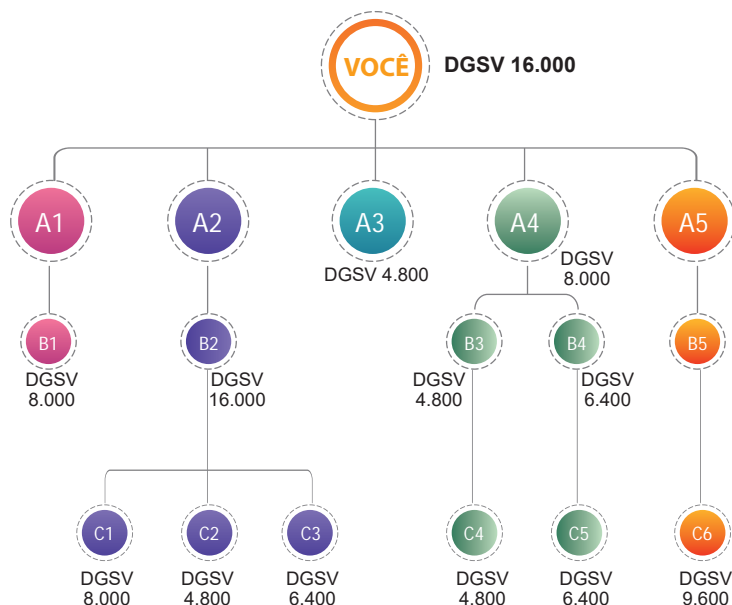 VOCÊ
DGSV 16.000
A1
A2
A3
A4
A5
DGSV 4.800
DGSV
8.000
B1
B2
B3
B4
B5
DGSV
8.000
DGSV
16.000
DGSV
4.800
DGSV
6.400
C1
C2
C3
C4
C5
C6
DGSV
8.000
DGSV
4.800
DGSV
6.400
DGSV
4.800
DGSV
6.400
DGSV
9.600